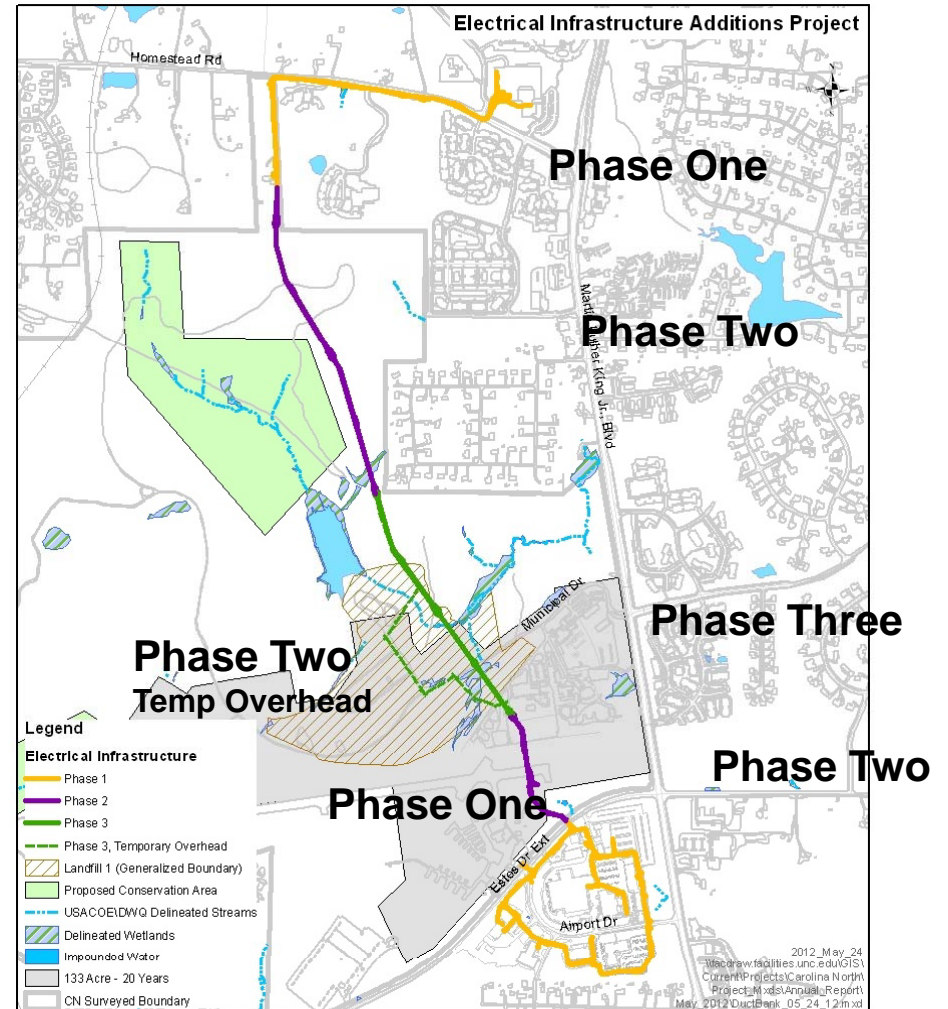 Electrical Infrastructure Additions Project
Homestead Rd
Phase One
Martin Luther King Jr., Blvd
Phase Two
Municipal Dr
Phase Three
Phase Two
Temp Overhead
Phase Two
Phase One
Estes Dr Ext
Airport Dr
Legend
Electrical Infrastructure
Phase 1
Phase 2
Phase 3
Phase 3, Temporary Overhead
Landfill 1 (Generalized Boundary)
Proposed Conservation Area
USACOE\DWQ Delineated Streams
Delineated Wetlands
Impounded Water
133 Acre - 20 Years
CN Surveyed Boundary
2012_May_24
\\facdraw.facilities.unc.edu\GIS\
Current Projects\Carolina North\
Project_Mxds\Annual_Report\
May_2012\DuctBank_05_24_12.mxd